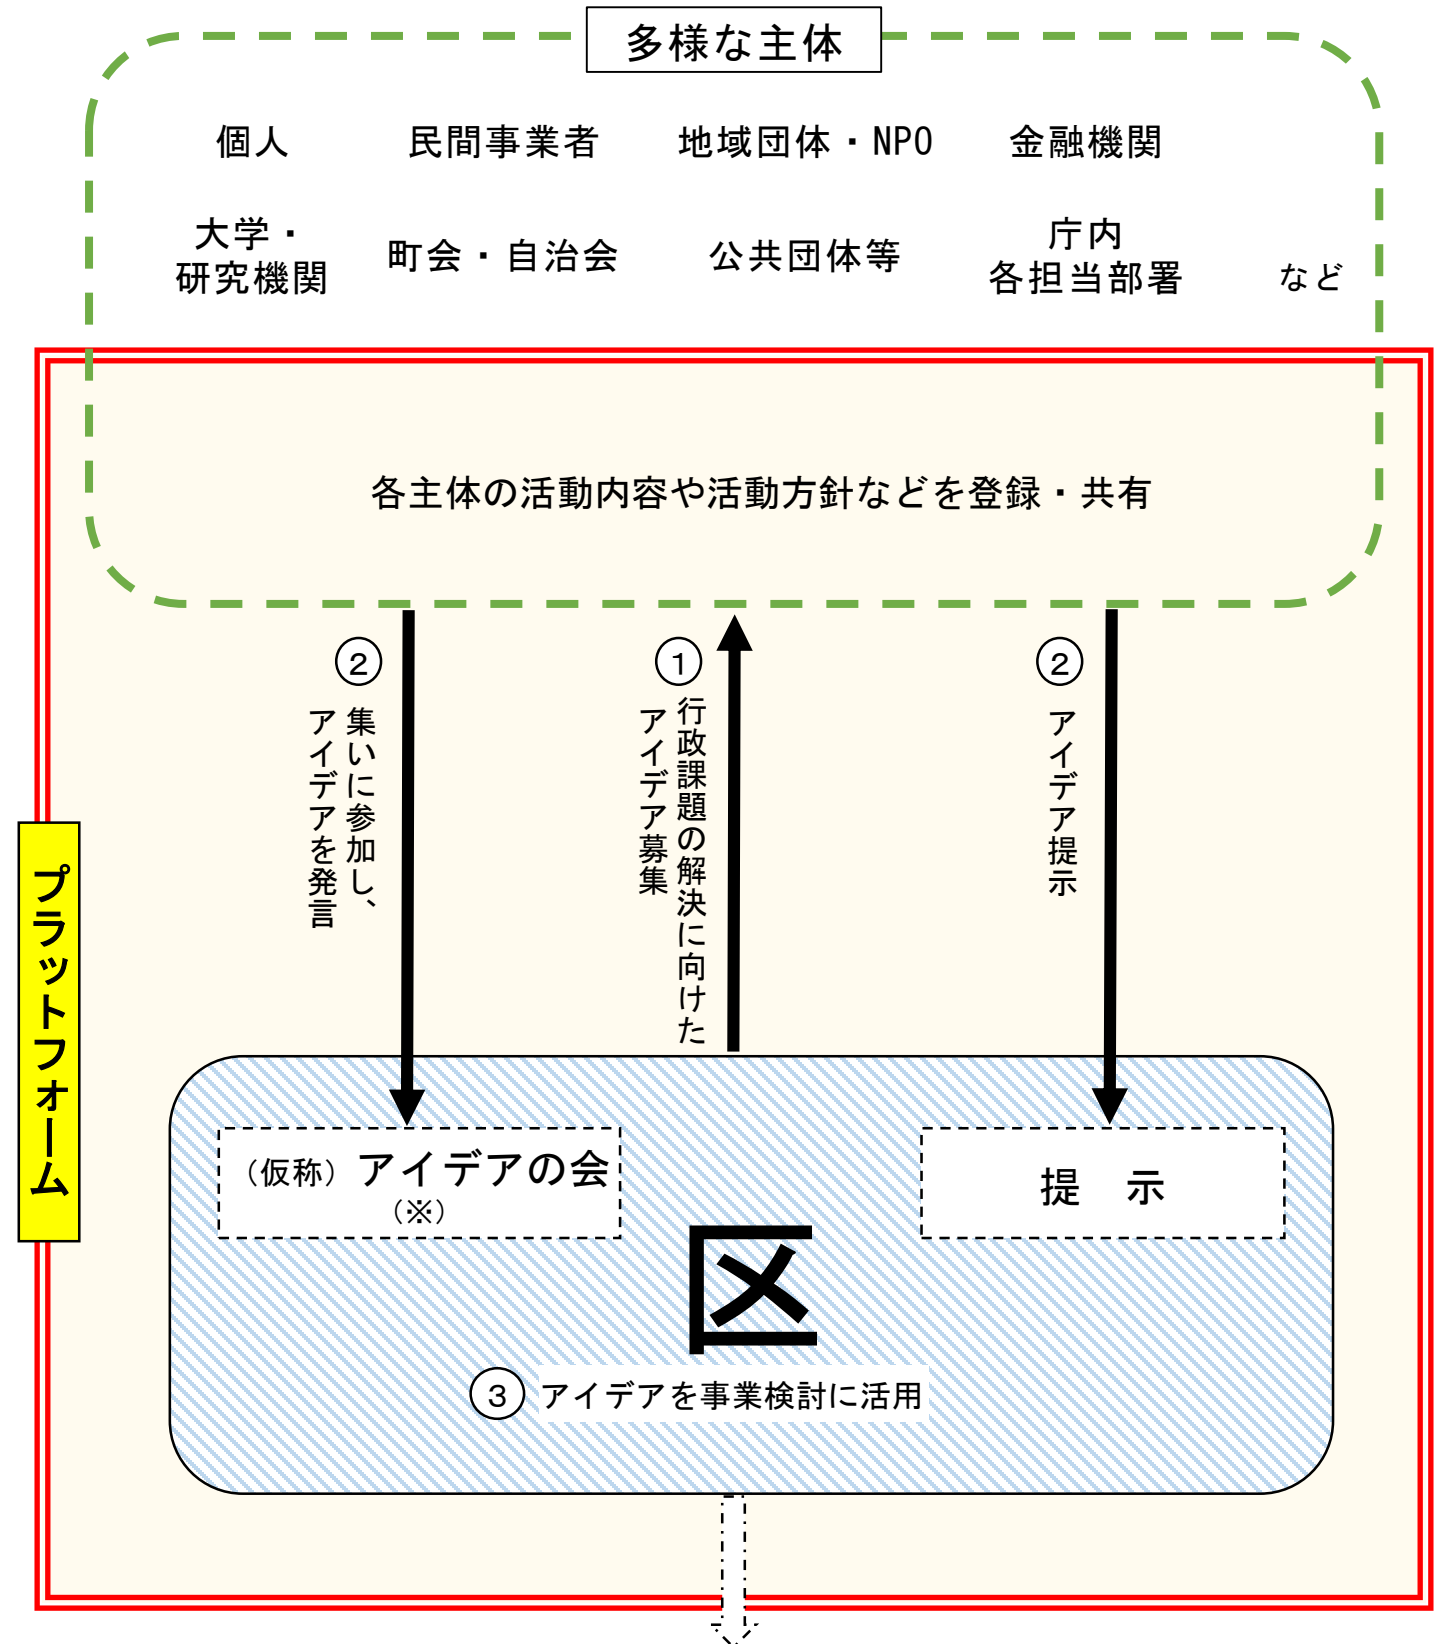 多様な主体
個人
民間事業者
地域団体・NPO
金融機関
大学・
研究機関
町会・自治会
公共団体等
庁内
各担当部署
など
各主体の活動内容や活動方針などを登録・共有
②
集いに参加し、
アイデアを発言
①
行政課題の解決に向けた
アイデア募集
②
アイデア提示
プラットフォーム
（仮称）アイデアの会
（※）
提　示
区
③ アイデアを事業検討に活用